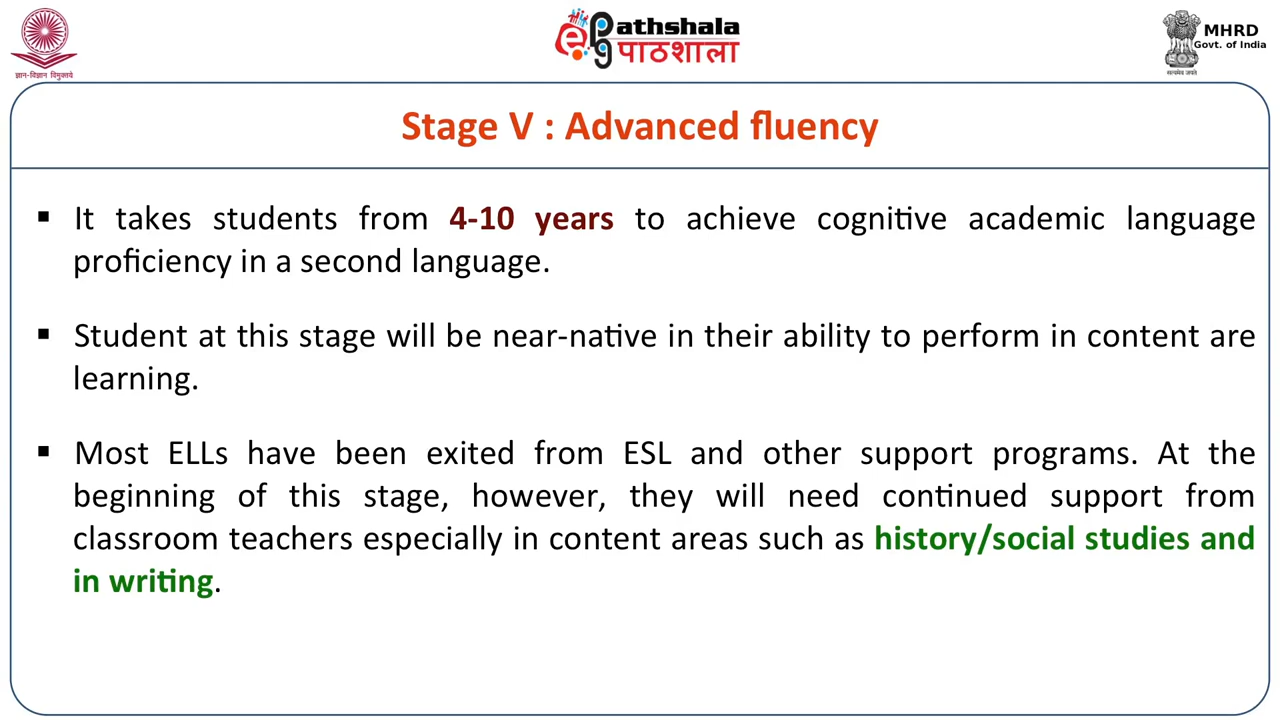 ज्ञान-विज्ञान विमुक्तये
ePG Pathshala
पाठशाला
सत्यमेव जयते
MHRD
Govt. of India
Stage V : Advanced fluency
▪ It takes students from 4-10 years to achieve cognitive academic language
proficiency in a second language.
▪ Student at this stage will be near-native in their ability to perform in content are
learning.
▪ Most ELLs have been exited from ESL and other support programs. At the
beginning of this stage, however, they will need continued support from
classroom teachers especially in content areas such as history/social studies and
in writing.